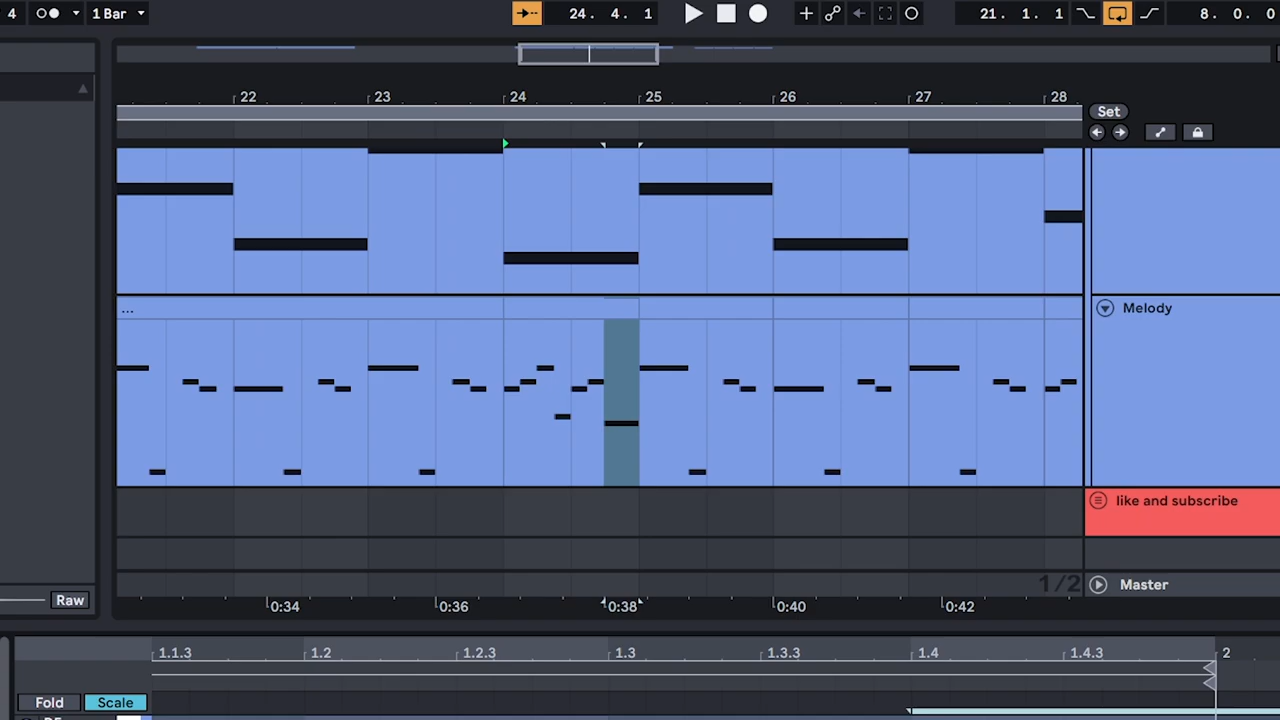 4 1 Bar 24. 4. 1 21. 1. 1 8. 0. 0
22 23 24 25 26 27 28
Set
...
Melody
like and subscribe
1/2 Master
Raw
0:34 0:36 0:38 0:40 0:42
1.1.3 1.2 1.2.3 1.3 1.3.3 1.4 1.4.3 2
Fold Scale